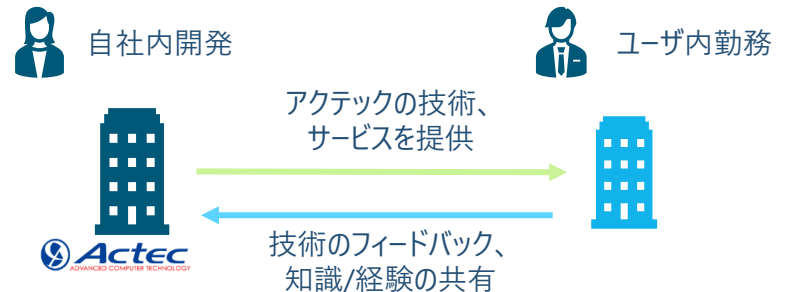 自社内開発
ユーザ内勤務
アクテックの技術、
サービスを提供
Actec
ADVANCED COMPUTER TECHNOLOGY
技術のフィードバック、
知識/経験の共有